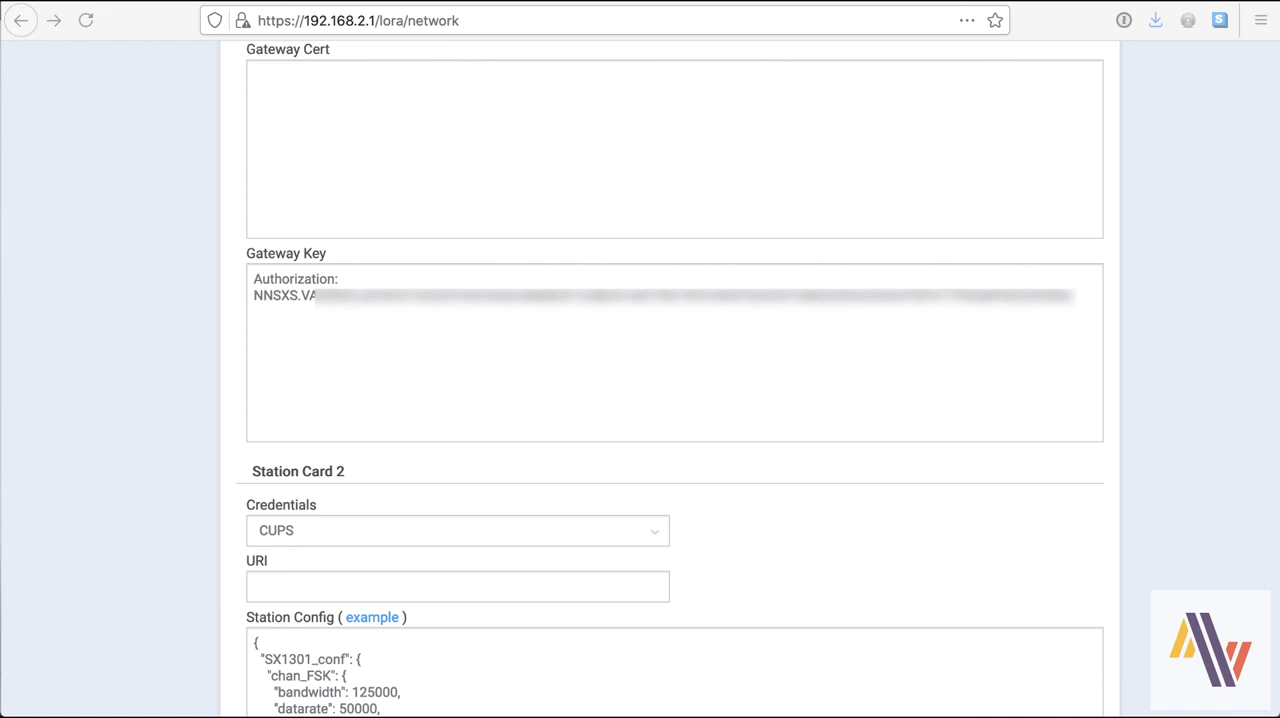 https://192.168.2.1/lora/network
Gateway Cert
Gateway Key
Authorization:
NNSXS.VA
Station Card 2
Credentials
CUPS
URI
Station Config ( example )
{
"SX1301_conf": {
"chan_FSK": {
"bandwidth": 125000,
"datarate": 50000,